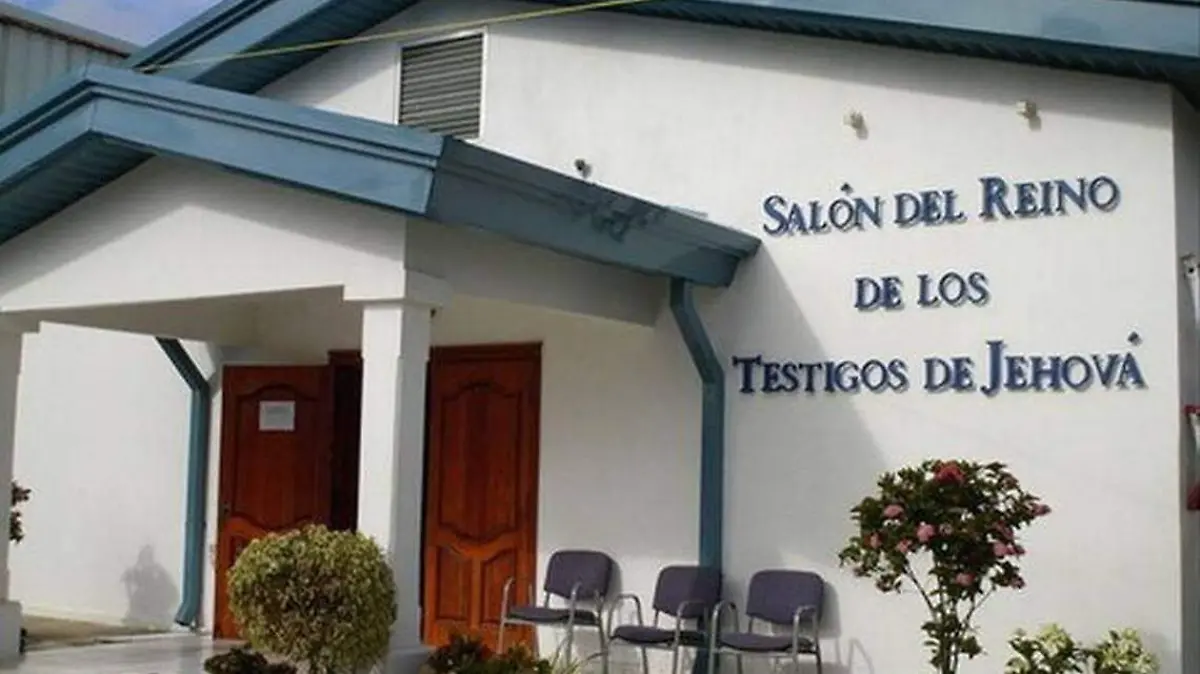 Salón del Reino
de los
Testigos de Jehová